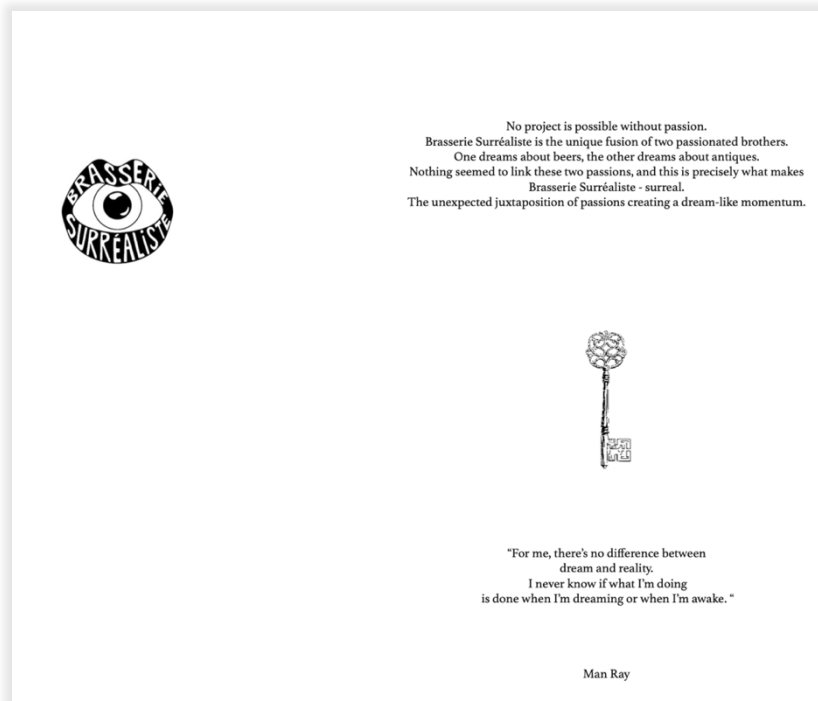 BRASSERiE
SURRÉALiSTE
No project is possible without passion.
Brasserie Surréaliste is the unique fusion of two passionated brothers.
One dreams about beers, the other dreams about antiques.
Nothing seemed to link these two passions, and this is precisely what makes
Brasserie Surréaliste - surreal.
The unexpected juxtaposition of passions creating a dream-like momentum.
“For me, there’s no difference between
dream and reality.
I never know if what I’m doing
is done when I’m dreaming or when I’m awake. “
Man Ray